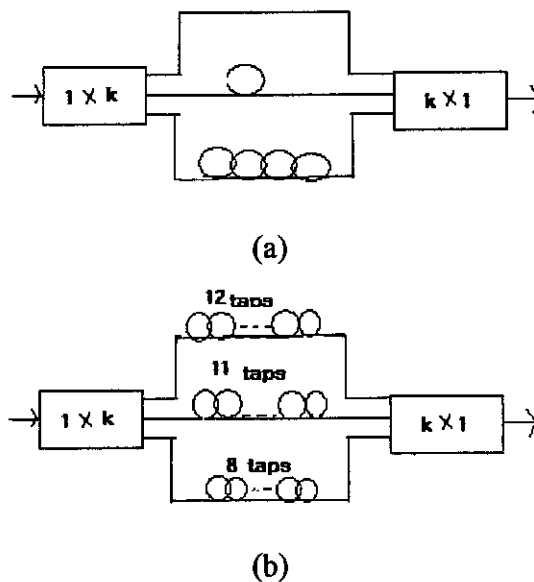 1 × k
k × 1
(a)
12 taps
11 taps
1 × k
k × 1
8 taps
(b)